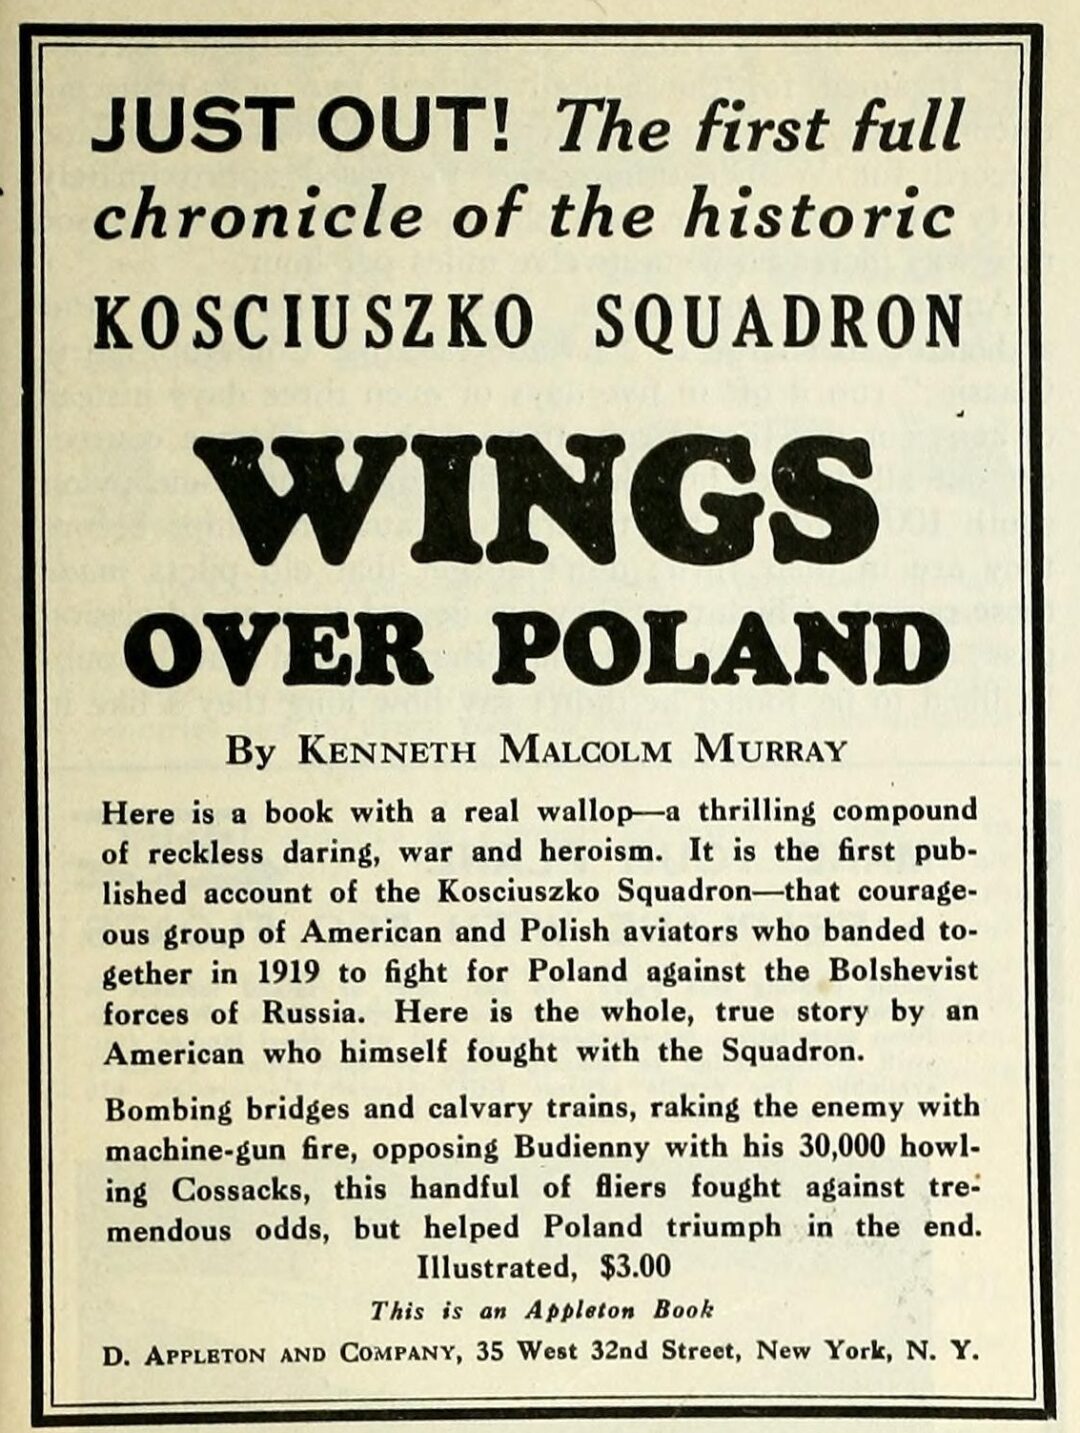 JUST OUT! The first full
chronicle of the historic
KOSCIUSZKO SQUADRON
WINGS
OVER POLAND
By KENNETH MALCOLM MURRAY
Here is a book with a real wallop—a thrilling compound
of reckless daring, war and heroism. It is the first pub-
lished account of the Kosciuszko Squadron—that courage-
ous group of American and Polish aviators who banded to-
gether in 1919 to fight for Poland against the Bolshevist
forces of Russia. Here is the whole, true story by an
American who himself fought with the Squadron.
Bombing bridges and calvary trains, raking the enemy with
machine-gun fire, opposing Budienny with his 30,000 howl-
ing Cossacks, this handful of fliers fought against tre-
mendous odds, but helped Poland triumph in the end.
Illustrated, $3.00
This is an Appleton Book
D. APPLETON AND COMPANY, 35 West 32nd Street, New York, N. Y.